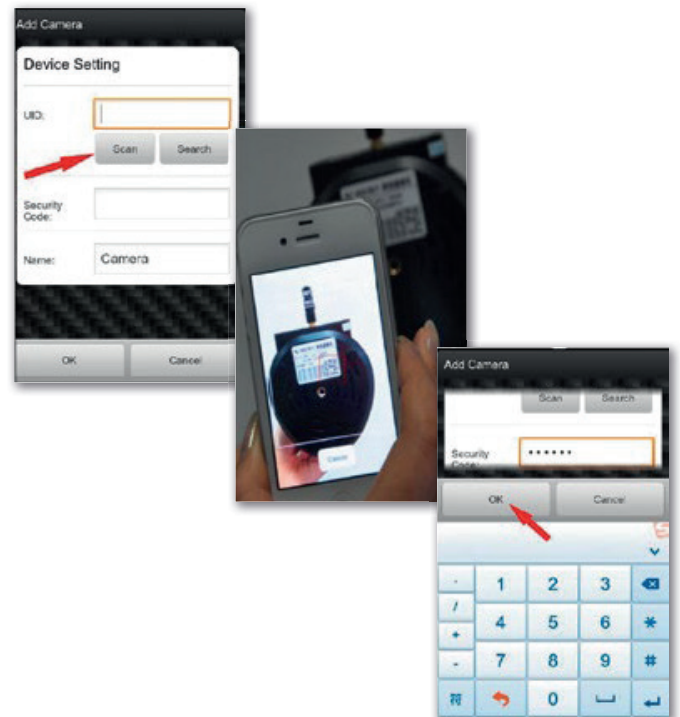 Add Camera
Device Setting
UID:
Scan Search
Security
Code:
Name: Camera
OK Cancel
Cancel
Add Camera
Scan Search
Security
Code:
••••••
OK Cancel
- 1 2 3
/ 4 5 6 *
+
- 7 8 9 #
符 0